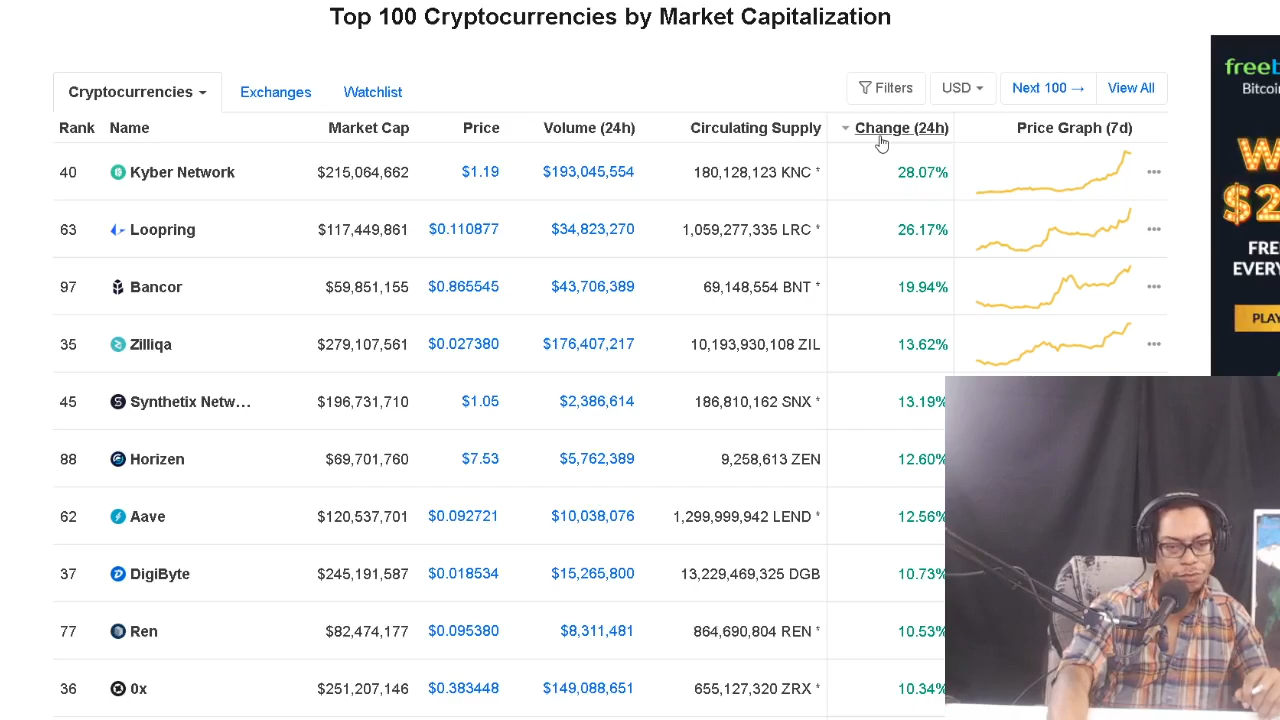 Top 100 Cryptocurrencies by Market Capitalization
Cryptocurrencies Exchanges Watchlist Filters USD Next 100 → View All
Rank Name Market Cap Price Volume (24h) Circulating Supply Change (24h) Price Graph (7d)
40 Kyber Network $215,064,662 $1.19 $193,045,554 180,128,123 KNC * 28.07%
63 Loopring $117,449,861 $0.110877 $34,823,270 1,059,277,335 LRC * 26.17%
97 Bancor $59,851,155 $0.865545 $43,706,389 69,148,554 BNT * 19.94%
35 Zilliqa $279,107,561 $0.027380 $176,407,217 10,193,930,108 ZIL 13.62%
45 Synthetix Netw... $196,731,710 $1.05 $2,386,614 186,810,162 SNX * 13.19%
88 Horizen $69,701,760 $7.53 $5,762,389 9,258,613 ZEN 12.60%
62 Aave $120,537,701 $0.092721 $10,038,076 1,299,999,942 LEND * 12.56%
37 DigiByte $245,191,587 $0.018534 $15,265,800 13,229,469,325 DGB 10.73%
77 Ren $82,474,177 $0.095380 $8,311,481 864,690,804 REN * 10.53%
36 0x $251,207,146 $0.383448 $149,088,651 655,127,320 ZRX * 10.34%
free
Bitcoi
W
$2
FRE
EVERY
PLAY